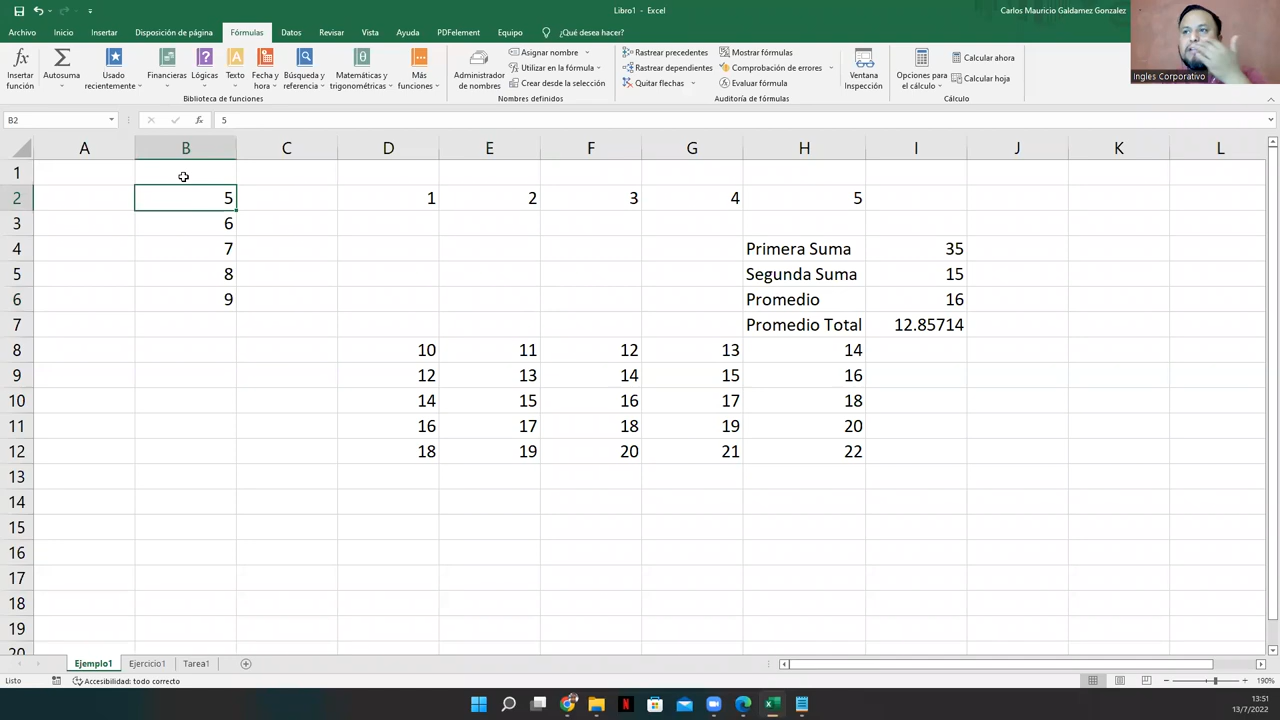 Libro1 - Excel
Carlos Mauricio Galdamez Gonzalez
Archivo Inicio Insertar Disposición de página Fórmulas Datos Revisar Vista Ayuda PDFelement Equipo ¿Qué desea hacer?
Insertar función
Autosuma
Usado recientemente
Financieras
Lógicas
Texto
Fecha y hora
Búsqueda y referencia
Matemáticas y trigonométricas
Más funciones
Biblioteca de funciones
Administrador de nombres
Asignar nombre
Utilizar en la fórmula
Crear desde la selección
Nombres definidos
Rastrear precedentes
Rastrear dependientes
Quitar flechas
Mostrar fórmulas
Comprobación de errores
Evaluar fórmula
Auditoría de fórmulas
Ventana Inspección
Opciones para el cálculo
Calcular ahora
Calcular hoja
Cálculo
Ingles Corporativo
B2 fx 5
A B C D E F G H I J K L
1
2 5 1 2 3 4 5
3 6
4 7 Primera Suma 35
5 8 Segunda Suma 15
6 9 Promedio 16
7 Promedio Total 12.85714
8 10 11 12 13 14
9 12 13 14 15 16
10 14 15 16 17 18
11 16 17 18 19 20
12 18 19 20 21 22
13
14
15
16
17
18
19
20
Ejemplo1 Ejercicio1 Tarea1
Listo Accesibilidad: todo correcto 190%
13:51
13/7/2022